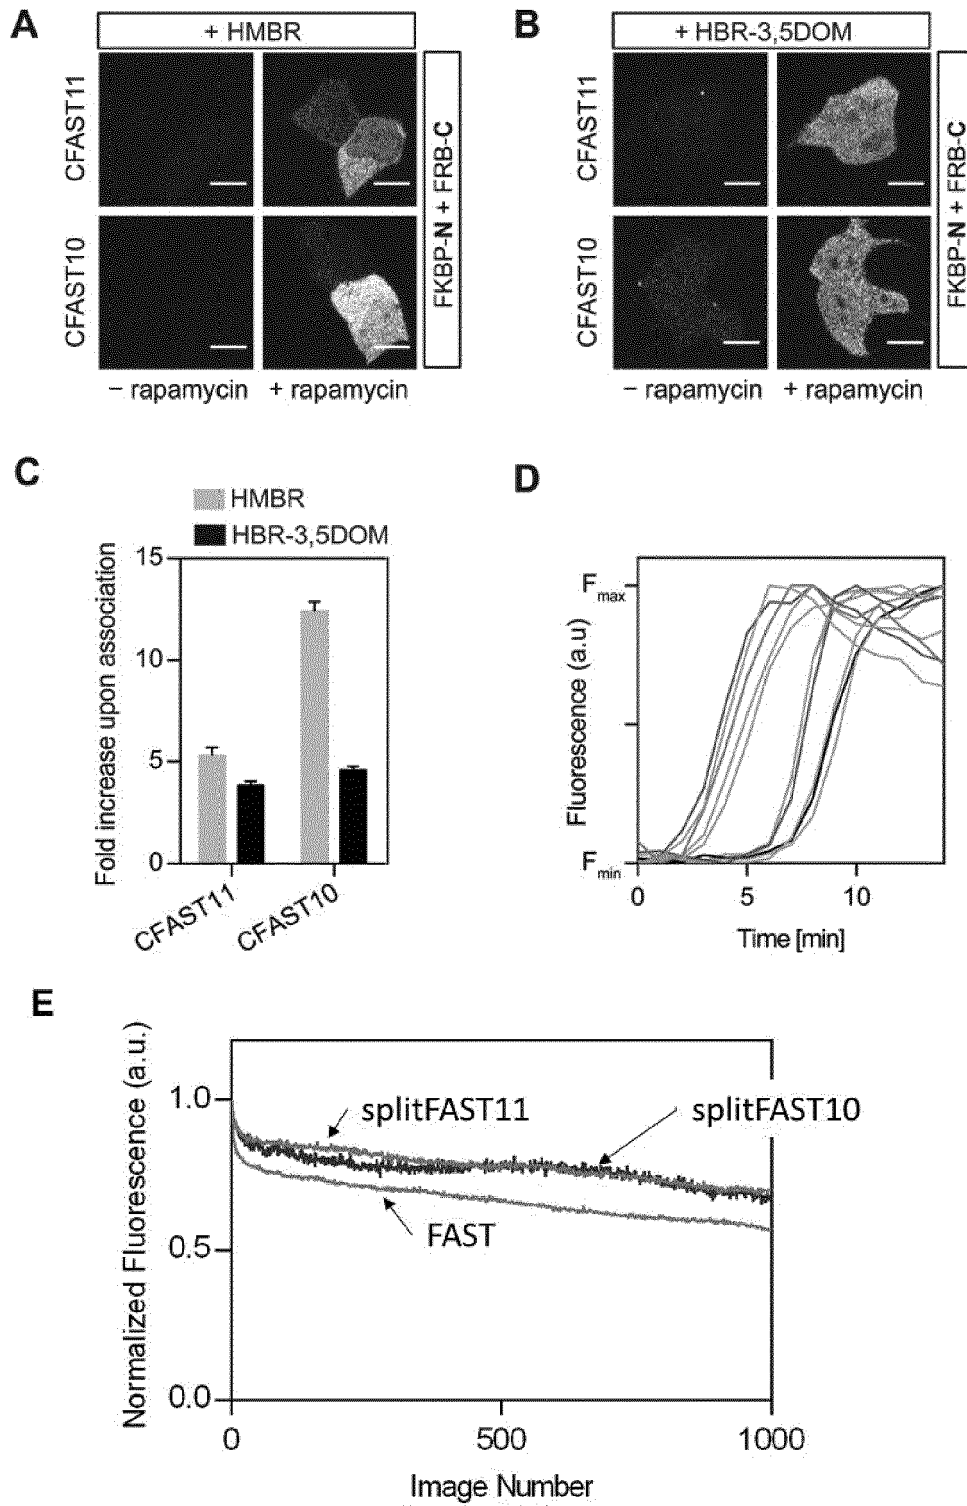 A
+ HMBR
CFAST11
CFAST10
− rapamycin
+ rapamycin
FKBP-N + FRB-C
B
+ HBR-3,5DOM
CFAST11
CFAST10
− rapamycin
+ rapamycin
FKBP-N + FRB-C
C
HMBR
HBR-3,5DOM
Fold increase upon association
15
10
5
0
CFAST11
CFAST10
D
Fluorescence (a.u)
Fmax
Fmin
0
5
10
Time [min]
E
Normalized Fluorescence (a.u.)
1.0
0.5
0.0
splitFAST11
splitFAST10
FAST
0
500
1000
Image Number